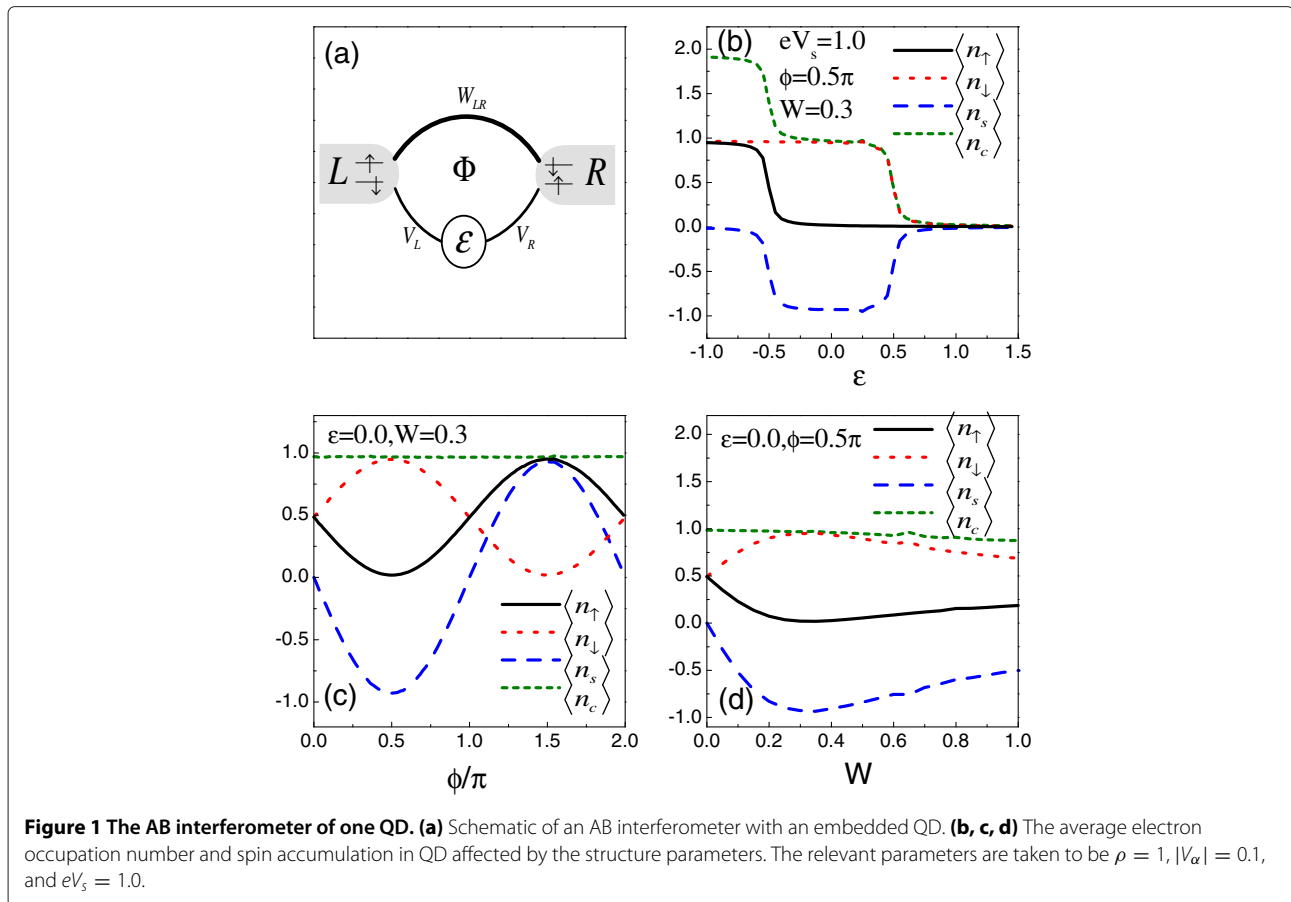 (a)
W_{LR}
L
Φ
R
V_L
ε
V_R
(b)
eV_s=1.0
ϕ=0.5π
W=0.3
⟨n_↑⟩
⟨n_↓⟩
⟨n_s⟩
⟨n_c⟩
2.0
1.5
1.0
0.5
0.0
-0.5
-1.0
-1.0 -0.5 0.0 0.5 1.0 1.5
ε
ε=0.0,W=0.3
1.0
0.5
0.0
-0.5
-1.0
⟨n_↑⟩
⟨n_↓⟩
⟨n_s⟩
⟨n_c⟩
(c)
0.0 0.5 1.0 1.5 2.0
ϕ/π
ε=0.0,ϕ=0.5π
⟨n_↑⟩
⟨n_↓⟩
⟨n_s⟩
⟨n_c⟩
2.0
1.5
1.0
0.5
0.0
-0.5
-1.0
(d)
0.0 0.2 0.4 0.6 0.8 1.0
W
Figure 1 The AB interferometer of one QD. (a) Schematic of an AB interferometer with an embedded QD. (b, c, d) The average electron
occupation number and spin accumulation in QD affected by the structure parameters. The relevant parameters are taken to be ρ = 1, |V_α| = 0.1,
and eV_s = 1.0.